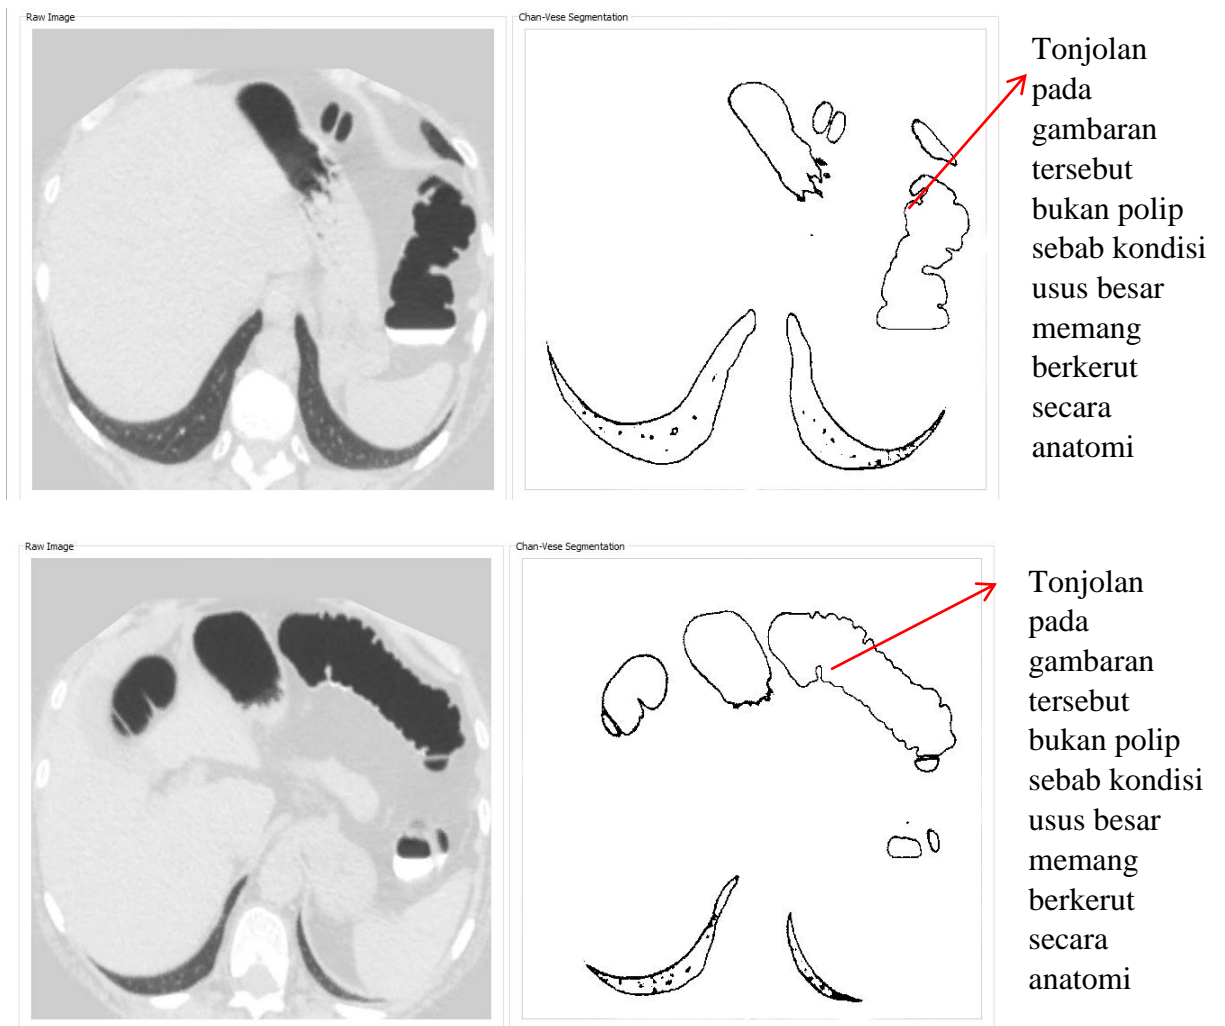 Raw Image
Chan-Vese Segmentation
Tonjolan
pada
gambaran
tersebut
bukan polip
sebab kondisi
usus besar
memang
berkerut
secara
anatomi
Raw Image
Chan-Vese Segmentation
Tonjolan
pada
gambaran
tersebut
bukan polip
sebab kondisi
usus besar
memang
berkerut
secara
anatomi